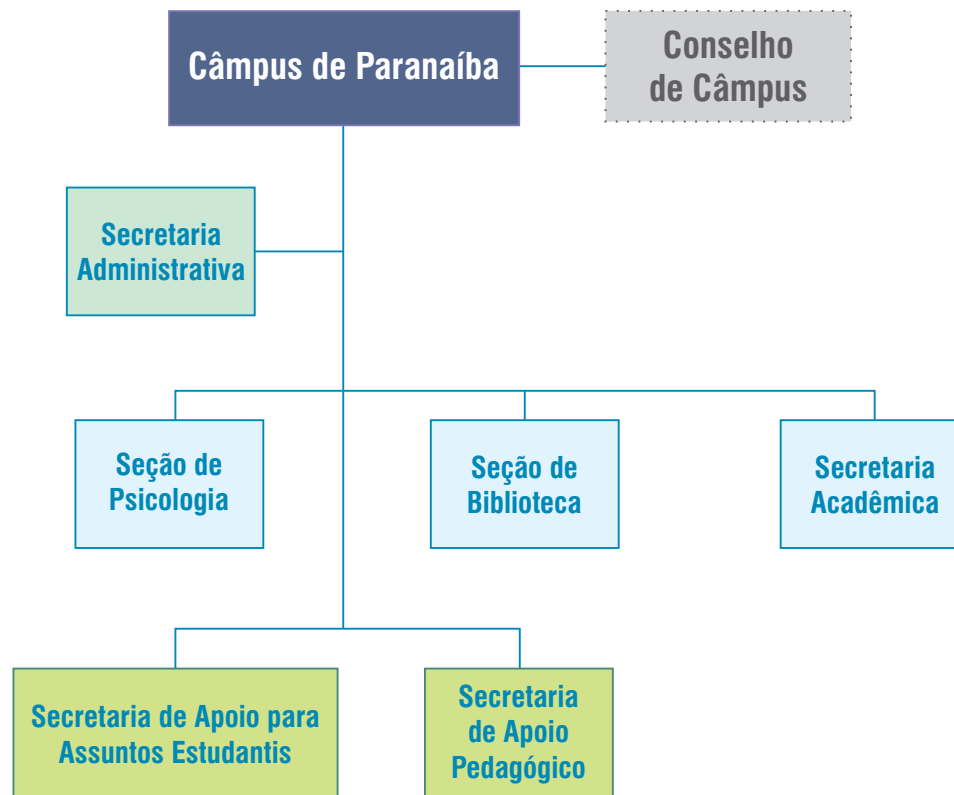 Câmpus de Paranaíba
Conselho
de Câmpus
Secretaria
Administrativa
Seção de
Psicologia
Seção de
Biblioteca
Secretaria
Acadêmica
Secretaria de Apoio para
Assuntos Estudantis
Secretaria
de Apoio
Pedagógico